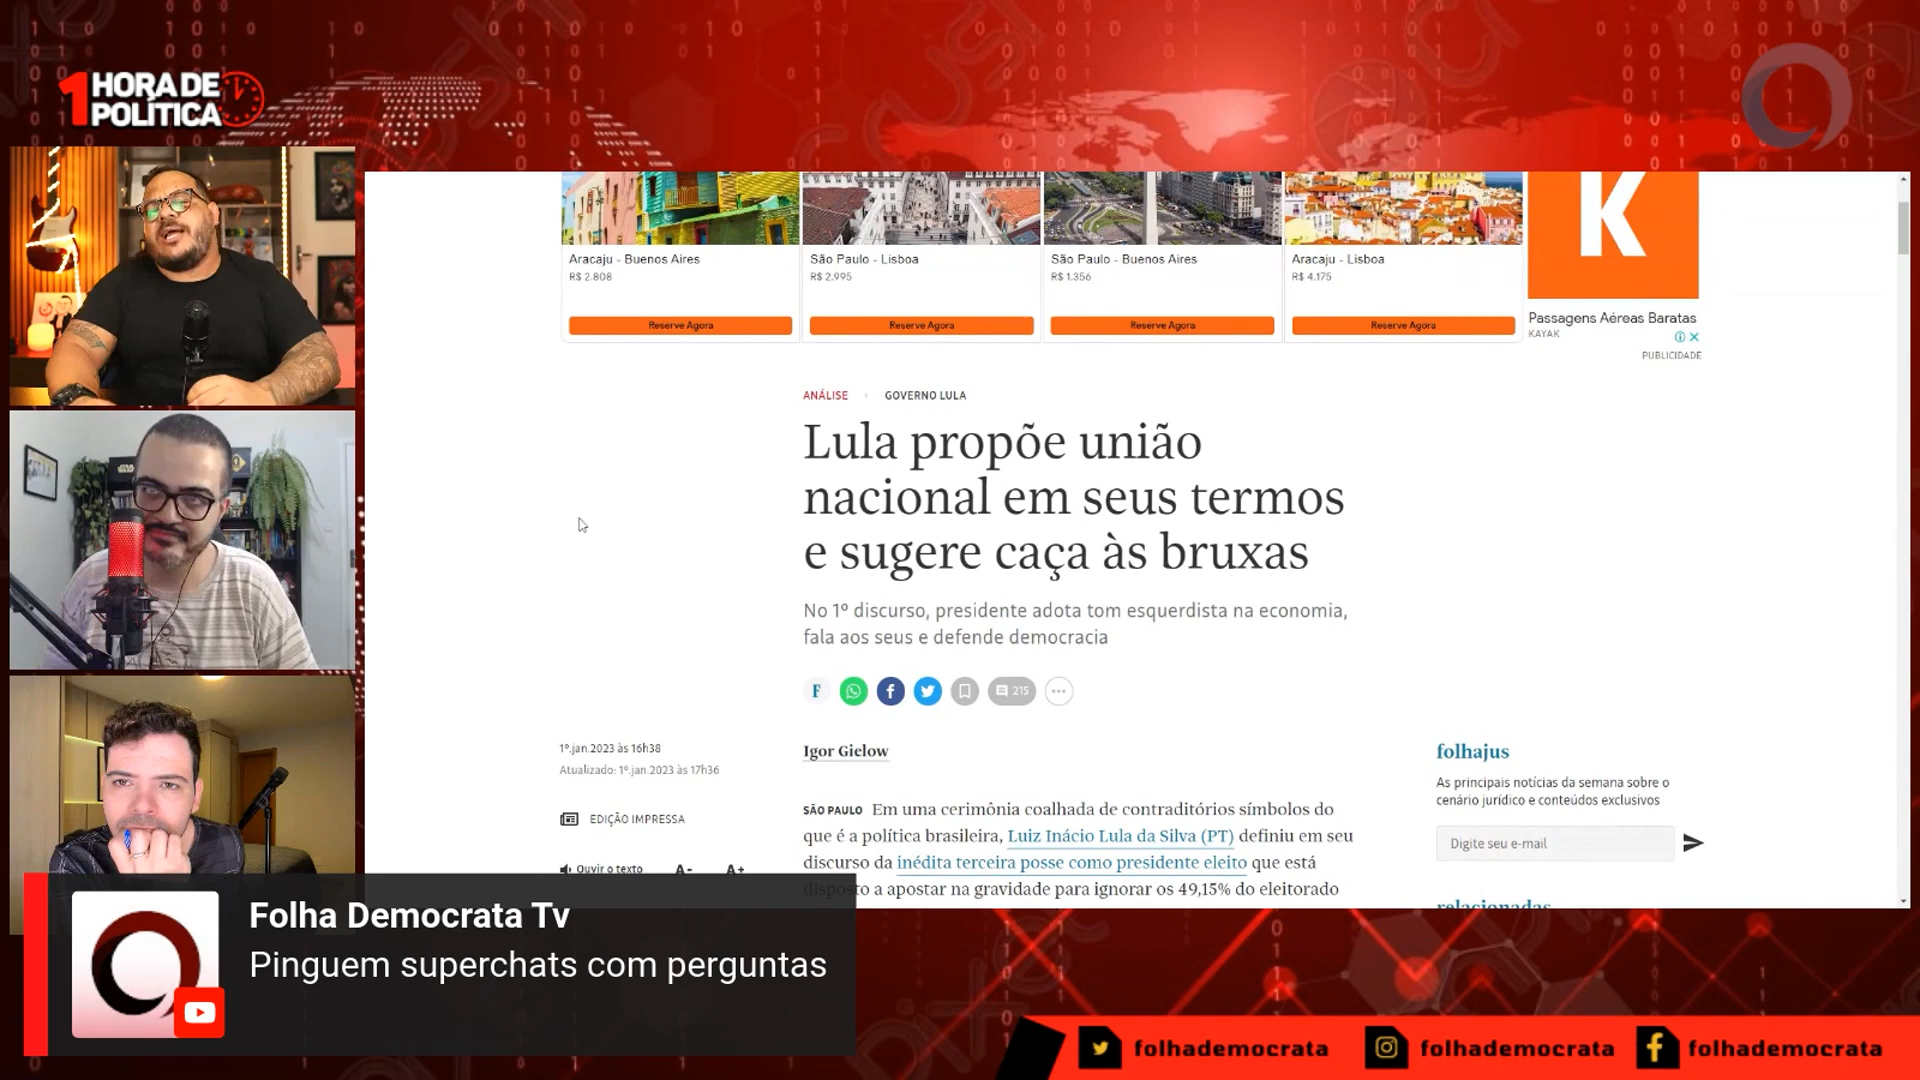 1 HORA DE
POLÍTICA
Aracaju - Buenos Aires
R$ 2.808
Reserve Agora
São Paulo - Lisboa
R$ 2.995
Reserve Agora
São Paulo - Buenos Aires
R$ 1.356
Reserve Agora
Aracaju - Lisboa
R$ 4.175
Reserve Agora
K
Passagens Aéreas Baratas
KAYAK
PUBLICIDADE
ANÁLISE
GOVERNO LULA
Lula propõe união
nacional em seus termos
e sugere caça às bruxas
No 1º discurso, presidente adota tom esquerdista na economia,
fala aos seus e defende democracia
F
215
1º.jan.2023 às 16h38
Atualizado: 1º.jan.2023 às 17h36
EDIÇÃO IMPRESSA
Ouvir o texto
A-
A+
Igor Gielow
SÃO PAULO Em uma cerimônia coalhada de contraditórios símbolos do
que é a política brasileira, Luiz Inácio Lula da Silva (PT) definiu em seu
discurso da inédita terceira posse como presidente eleito que está
disposto a apostar na gravidade para ignorar os 49,15% do eleitorado
folhajus
As principais notícias da semana sobre o
cenário jurídico e conteúdos exclusivos
Digite seu e-mail
relacionadas
Folha Democrata Tv
Pinguem superchats com perguntas
folhademocrata
folhademocrata
folhademocrata